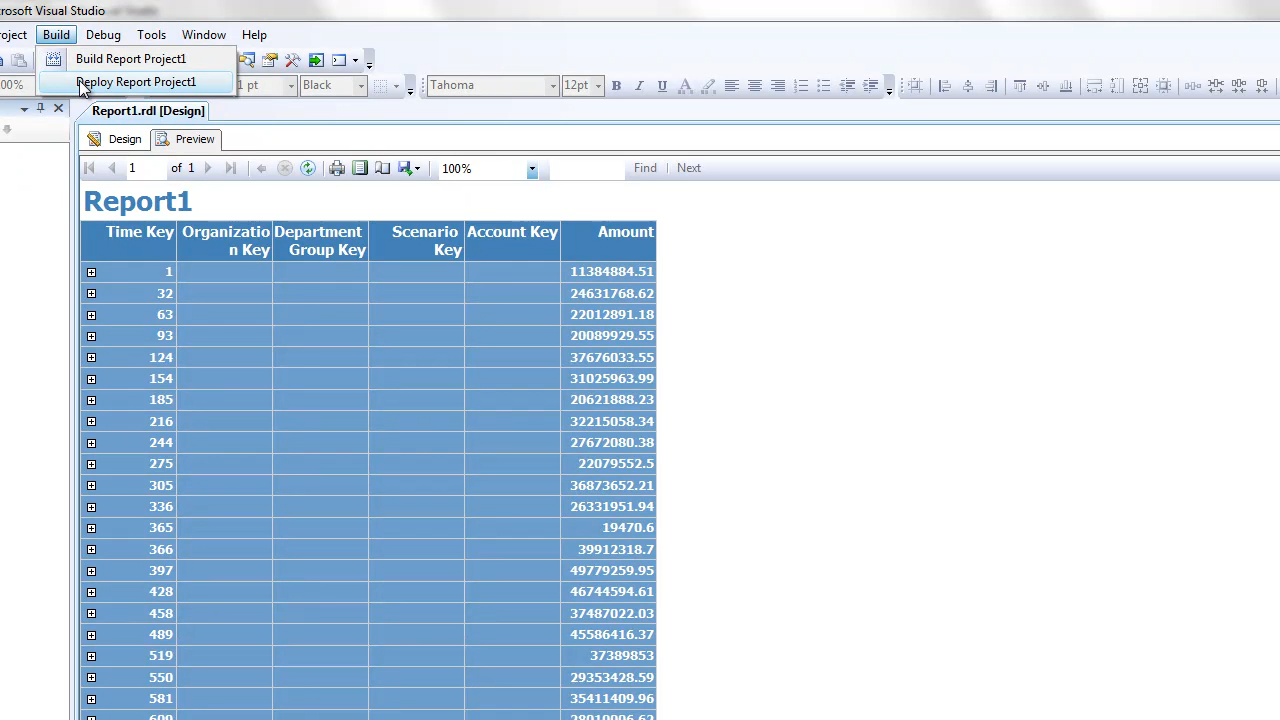 rosoft Visual Studio
roject Build Debug Tools Window Help
Build Report Project1
Deploy Report Project1
00% 1 pt Black Tahoma 12pt B I U A
Report1.rdl [Design]
Design Preview
1 of 1 100% Find Next
Report1
Time Key Organizatio Department Scenario Account Key Amount
n Key Group Key Key
1 11384884.51
32 24631768.62
63 22012891.18
93 20089929.55
124 37676033.55
154 31025963.99
185 20621888.23
216 32215058.34
244 27672080.38
275 22079552.5
305 36873652.21
336 26331951.94
365 19470.6
366 39912318.7
397 49779259.95
428 46744594.61
458 37487022.03
489 45586416.37
519 37389853
550 29353428.59
581 35411409.96